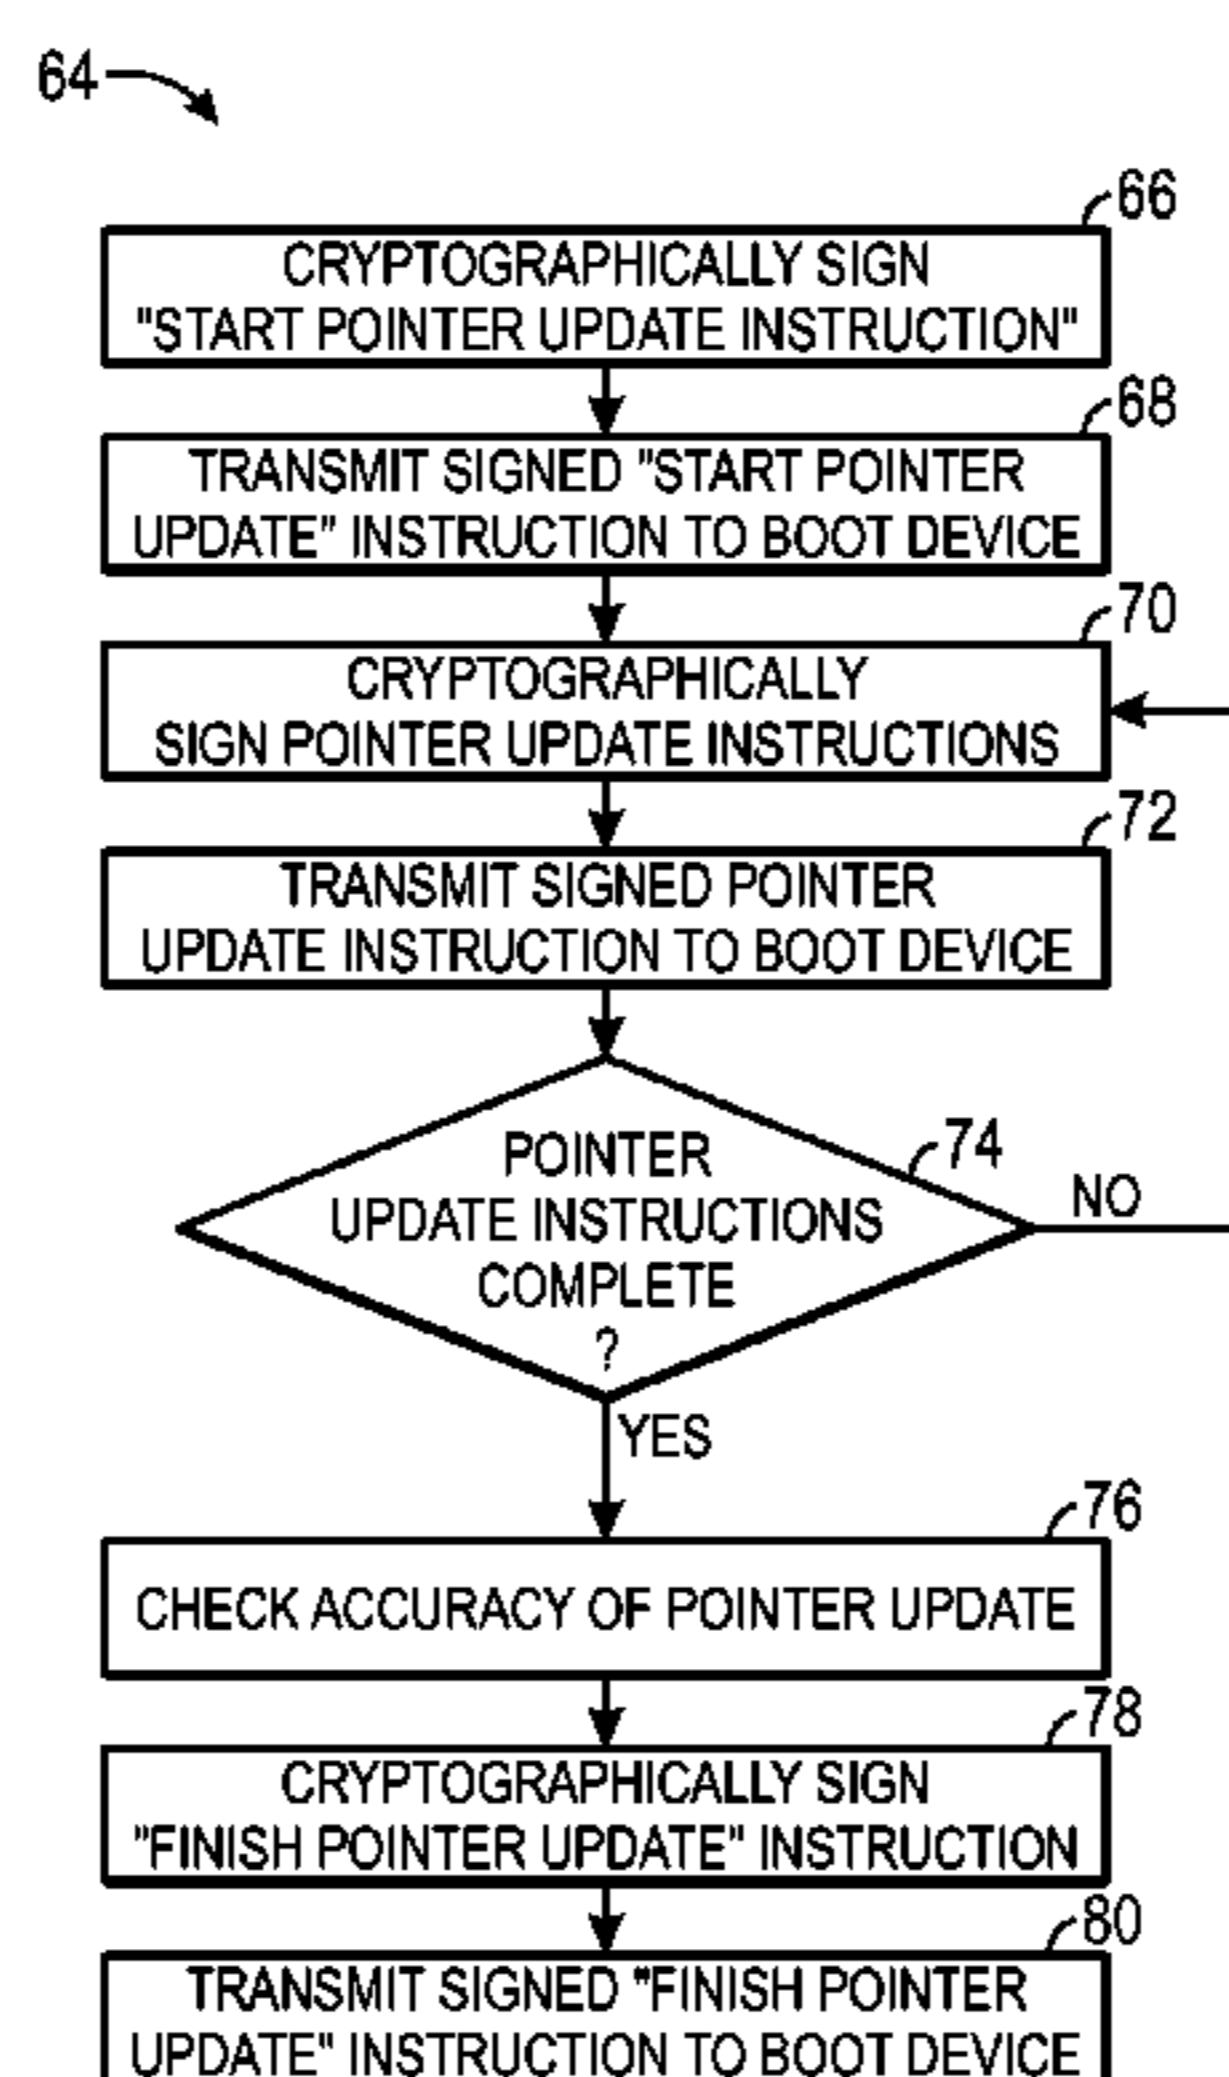 64
66
CRYPTOGRAPHICALLY SIGN
"START POINTER UPDATE INSTRUCTION"
68
TRANSMIT SIGNED "START POINTER
UPDATE" INSTRUCTION TO BOOT DEVICE
70
CRYPTOGRAPHICALLY
SIGN POINTER UPDATE INSTRUCTIONS
72
TRANSMIT SIGNED POINTER
UPDATE INSTRUCTION TO BOOT DEVICE
74
POINTER
UPDATE INSTRUCTIONS
COMPLETE
?
NO
YES
76
CHECK ACCURACY OF POINTER UPDATE
78
CRYPTOGRAPHICALLY SIGN
"FINISH POINTER UPDATE" INSTRUCTION
80
TRANSMIT SIGNED "FINISH POINTER
UPDATE" INSTRUCTION TO BOOT DEVICE